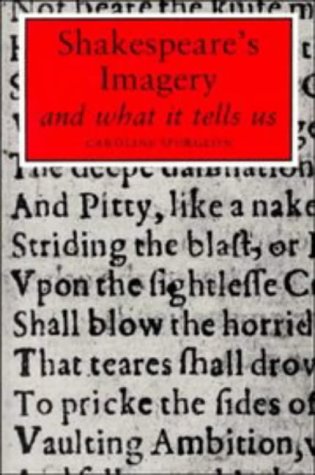 Not beare the knife m
Shakespeare's
Imagery
and what it tells us
CAROLINE SPURGEON
The deepe damnation
And Pitty, like a nake
Striding the blaſt, or
Vpon the ſightleſſe C
Shall blow the horrid
That teares ſhall drow
To pricke the ſides of
Vaulting Ambition,
And